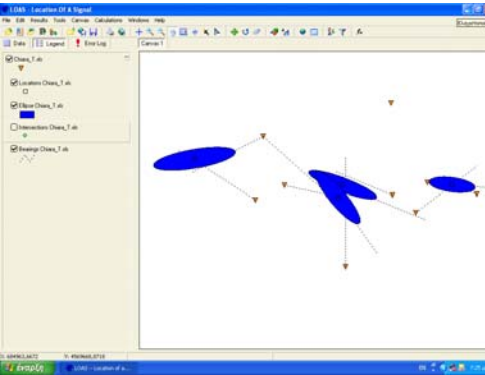 LOAS - Location Of A Signal
File Edit Results Tools Canvas Calculations Windows Help
Data Legend Error Log Canvas 1
Chiara_T.xls
Locations Chiara_T.xls
Ellipse Chiara_T.xls
Intersections Chiara_T.xls
Bearings Chiara_T.xls
έναρξη LOAS - Location of a...